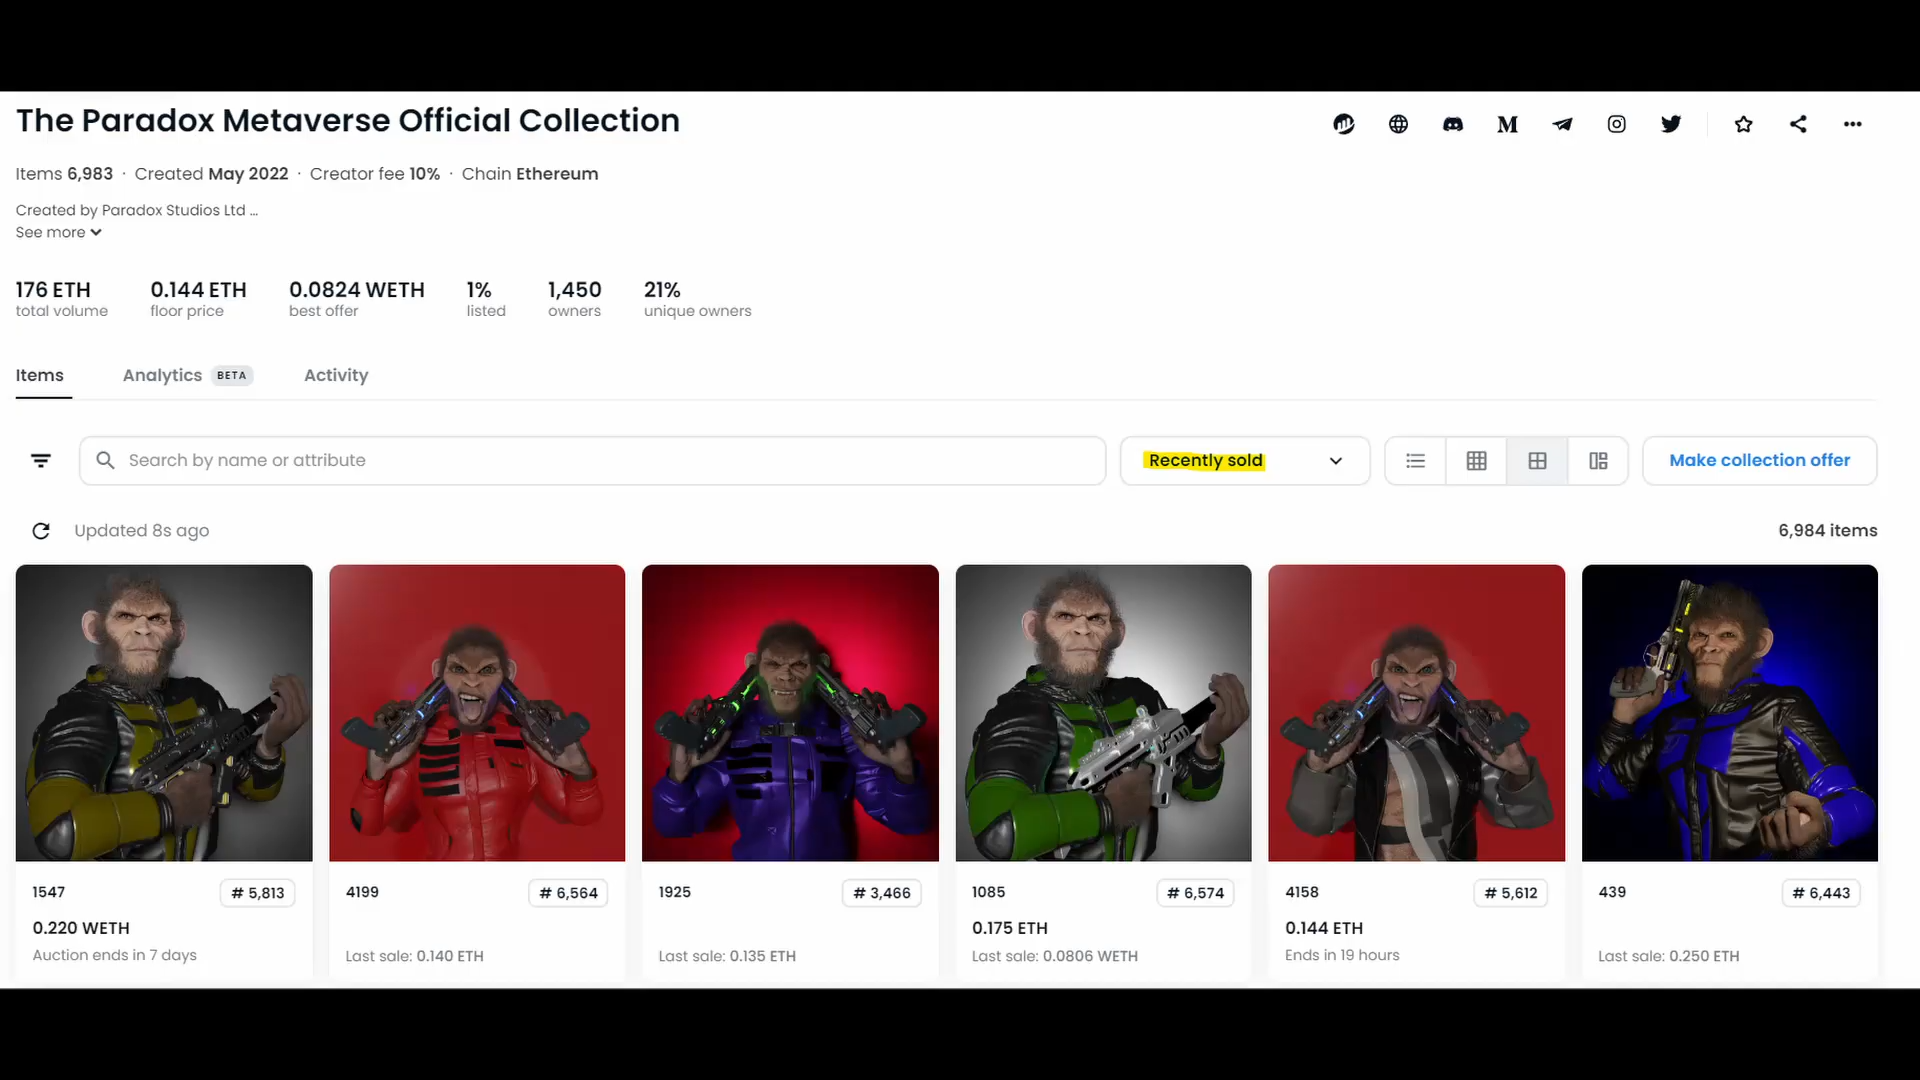 The Paradox Metaverse Official Collection
Items 6,983 · Created May 2022 · Creator fee 10% · Chain Ethereum
Created by Paradox Studios Ltd ...
See more
176 ETH 0.144 ETH 0.0824 WETH 1% 1,450 21%
total volume floor price best offer listed owners unique owners
Items Analytics BETA Activity
Search by name or attribute Recently sold Make collection offer
Updated 8s ago 6,984 items
1547 # 5,813 4199 # 6,564 1925 # 3,466 1085 # 6,574 4158 # 5,612 439 # 6,443
0.220 WETH 0.175 ETH 0.144 ETH
Auction ends in 7 days Last sale: 0.140 ETH Last sale: 0.135 ETH Last sale: 0.0806 WETH Ends in 19 hours Last sale: 0.250 ETH